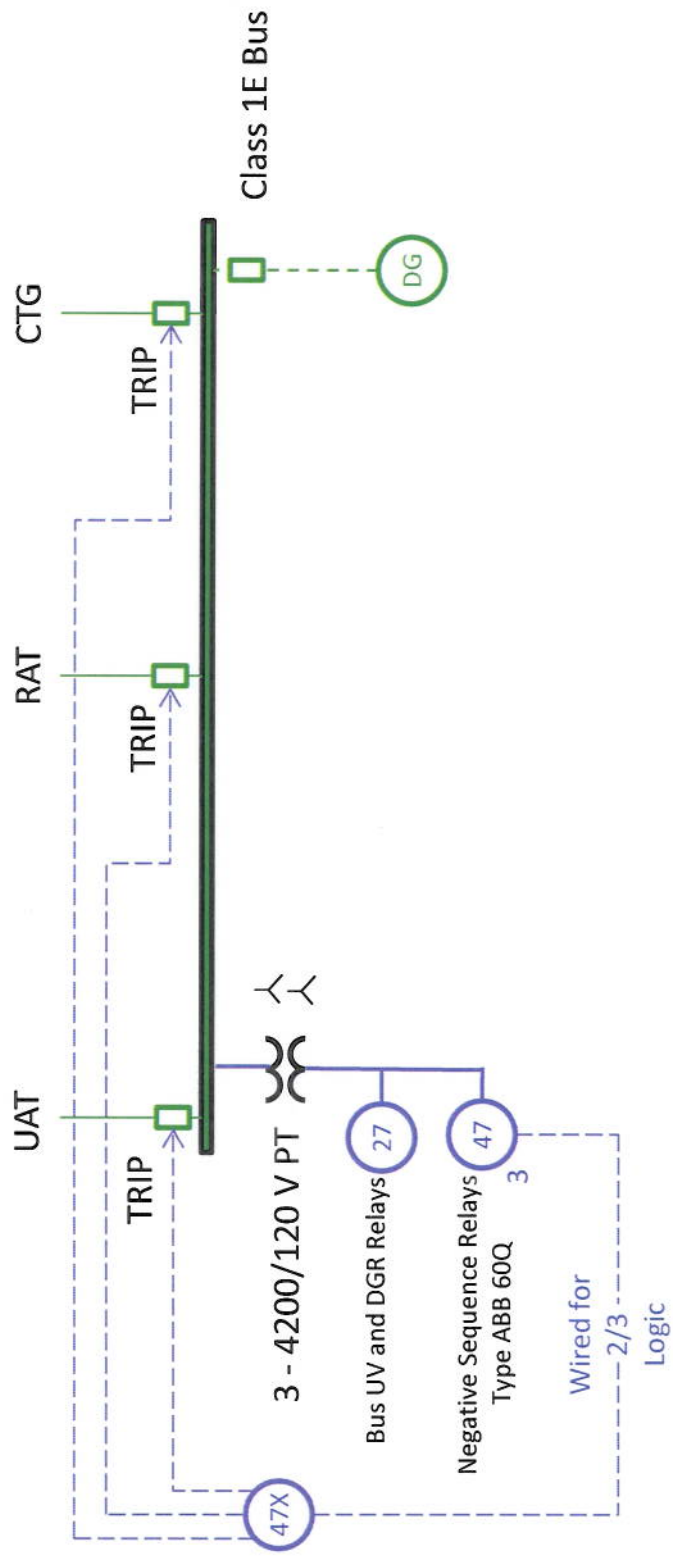 UAT
RAT
CTG
TRIP
TRIP
TRIP
Class 1E Bus
DG
3 - 4200/120 V PT
27
Bus UV and DGR Relays
47
3
Negative Sequence Relays
Type ABB 60Q
47X
Wired for
2/3
Logic